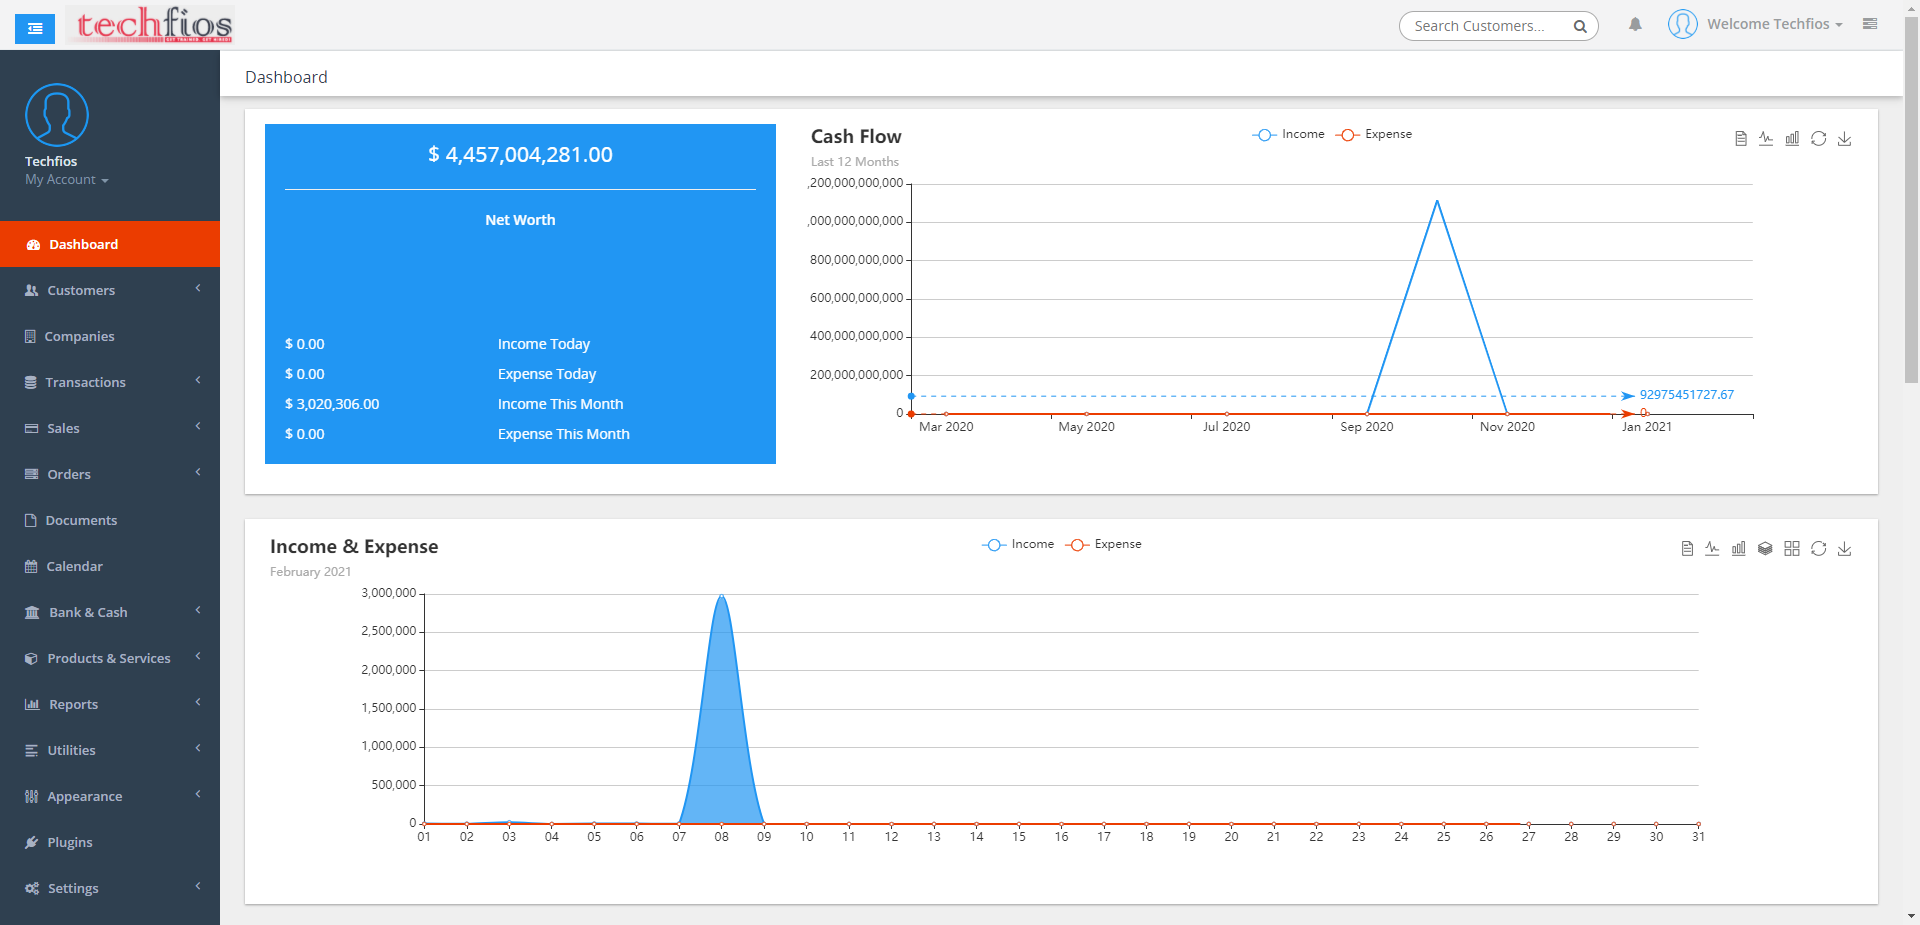 techfios
Search Customers...
Welcome Techfios
Dashboard
Techfios
My Account
Dashboard
Customers
Companies
Transactions
Sales
Orders
Documents
Calendar
Bank & Cash
Products & Services
Reports
Utilities
Appearance
Plugins
Settings
$ 4,457,004,281.00
Net Worth
$ 0.00 Income Today
$ 0.00 Expense Today
$ 3,020,306.00 Income This Month
$ 0.00 Expense This Month
Cash Flow
Last 12 Months
Income Expense
,200,000,000,000
,000,000,000,000
800,000,000,000
600,000,000,000
400,000,000,000
200,000,000,000
0
92975451727.67
0
Mar 2020 May 2020 Jul 2020 Sep 2020 Nov 2020 Jan 2021
Income & Expense
February 2021
Income Expense
3,000,000
2,500,000
2,000,000
1,500,000
1,000,000
500,000
0
01 02 03 04 05 06 07 08 09 10 11 12 13 14 15 16 17 18 19 20 21 22 23 24 25 26 27 28 29 30 31